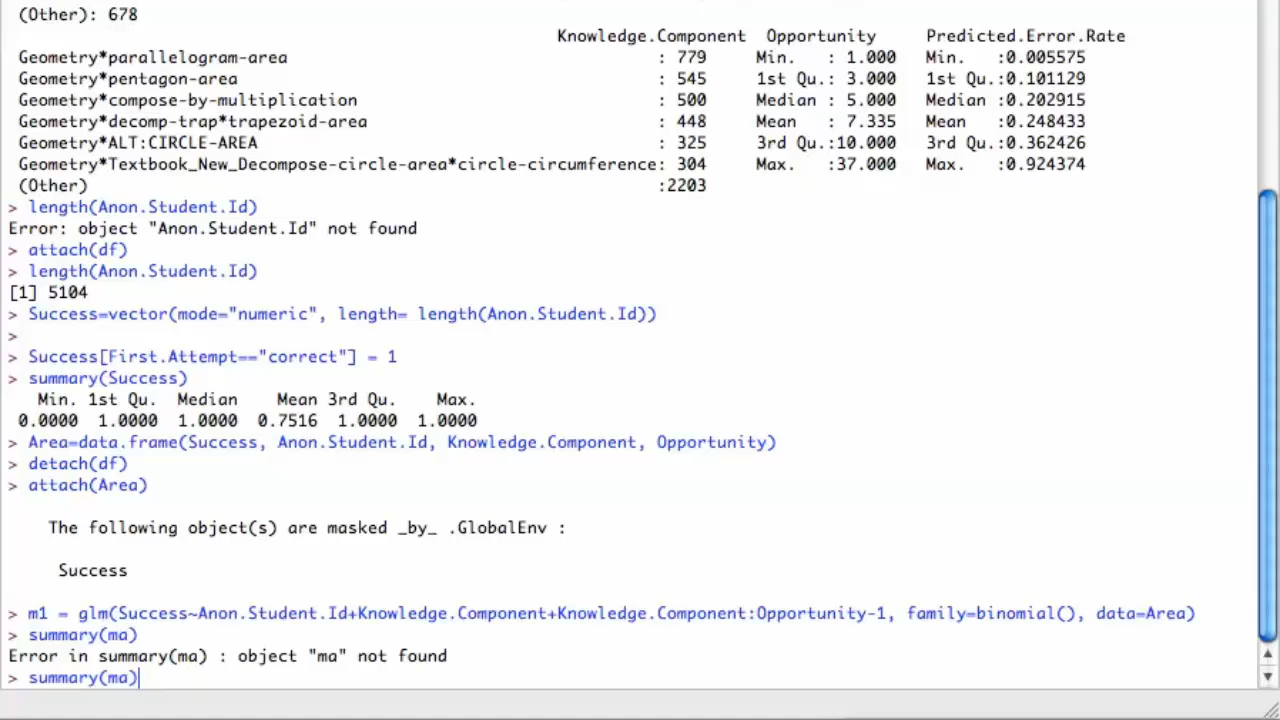 (Other): 678
Knowledge.Component Opportunity Predicted.Error.Rate
Geometry*parallelogram-area : 779 Min. : 1.000 Min. :0.005575
Geometry*pentagon-area : 545 1st Qu.: 3.000 1st Qu.:0.101129
Geometry*compose-by-multiplication : 500 Median : 5.000 Median :0.202915
Geometry*decomp-trap*trapezoid-area : 448 Mean : 7.335 Mean :0.248433
Geometry*ALT:CIRCLE-AREA : 325 3rd Qu.:10.000 3rd Qu.:0.362426
Geometry*Textbook_New_Decompose-circle-area*circle-circumference: 304 Max. :37.000 Max. :0.924374
(Other) :2203
> length(Anon.Student.Id)
Error: object "Anon.Student.Id" not found
> attach(df)
> length(Anon.Student.Id)
[1] 5104
> Success=vector(mode="numeric", length= length(Anon.Student.Id))
>
> Success[First.Attempt=="correct"] = 1
> summary(Success)
Min. 1st Qu. Median Mean 3rd Qu. Max.
0.0000 1.0000 1.0000 0.7516 1.0000 1.0000
> Area=data.frame(Success, Anon.Student.Id, Knowledge.Component, Opportunity)
> detach(df)
> attach(Area)
The following object(s) are masked _by_ .GlobalEnv :
Success
> m1 = glm(Success~Anon.Student.Id+Knowledge.Component+Knowledge.Component:Opportunity-1, family=binomial(), data=Area)
> summary(ma)
Error in summary(ma) : object "ma" not found
> summary(ma)